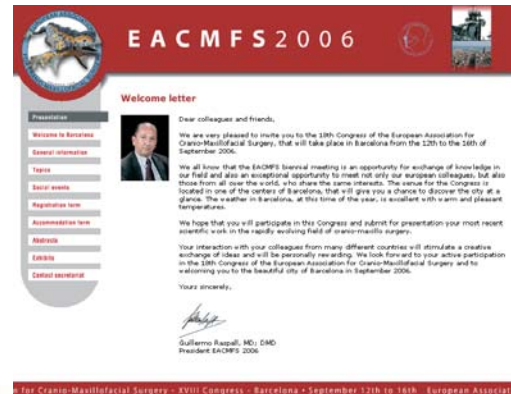 EUROPEAN ASSOCIATION
EACMFS2006
Welcome letter
Presentation
Welcome to Barcelona
General information
Topics
Social events
Registration form
Accommodation form
Abstracts
Exhibits
Contact secretariat
Dear colleagues and friends,
We are very pleased to invite you to the 18th Congress of the European Association for
Cranio-Maxillofacial Surgery, that will take place in Barcelona from the 12th to the 16th of
September 2006.
We all know that the EACMFS biennial meeting is an opportunity for exchange of knowledge in
our field and also an exceptional opportunity to meet not only our european colleagues, but also
those from all over the world, who share the same interests. The venue for the Congress is
located in one of the centers of Barcelona, that will give you a chance to discover the city at a
glance. The weather in Barcelona, at this time of the year, is excellent with warm and pleasant
temperatures.
We hope that you will participate in this Congress and submit for presentation your most recent
scientific work in the rapidly evolving field of cranio-maxillo surgery.
Your interaction with your colleagues from many different countries will stimulate a creative
exchange of ideas and will be personally rewarding. We look forward to your active participation
in the 18th Congress of the European Association for Cranio-Maxillofacial Surgery and to
welcoming you to the beautiful city of Barcelona in September 2006.
Yours sincerely,
Guillermo Raspall, MD; DMD
President EACMFS 2006
n for Cranio-Maxillofacial Surgery - XVIII Congress - Barcelona • September 12th to 16th European Associat